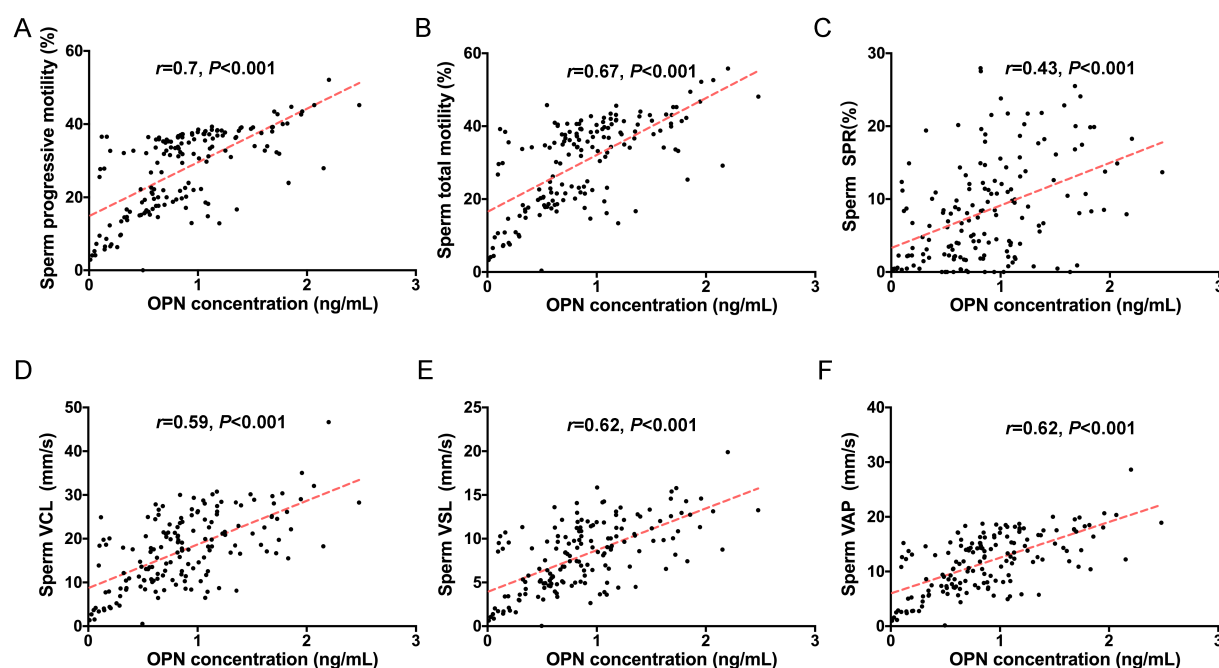 A
Sperm progressive motility (%)
r=0.7, P<0.001
60
40
20
0
0 1 2 3
OPN concentration (ng/mL)
B
Sperm total motility (%)
r=0.67, P<0.001
60
40
20
0
0 1 2 3
OPN concentration (ng/mL)
C
Sperm SPR(%)
r=0.43, P<0.001
30
20
10
0
0 1 2 3
OPN concentration (ng/mL)
D
Sperm VCL (mm/s)
r=0.59, P<0.001
50
40
30
20
10
0
0 1 2 3
OPN concentration (ng/mL)
E
Sperm VSL (mm/s)
r=0.62, P<0.001
25
20
15
10
5
0
0 1 2 3
OPN concentration (ng/mL)
F
Sperm VAP (mm/s)
r=0.62, P<0.001
40
30
20
10
0
0 1 2 3
OPN concentration (ng/mL)